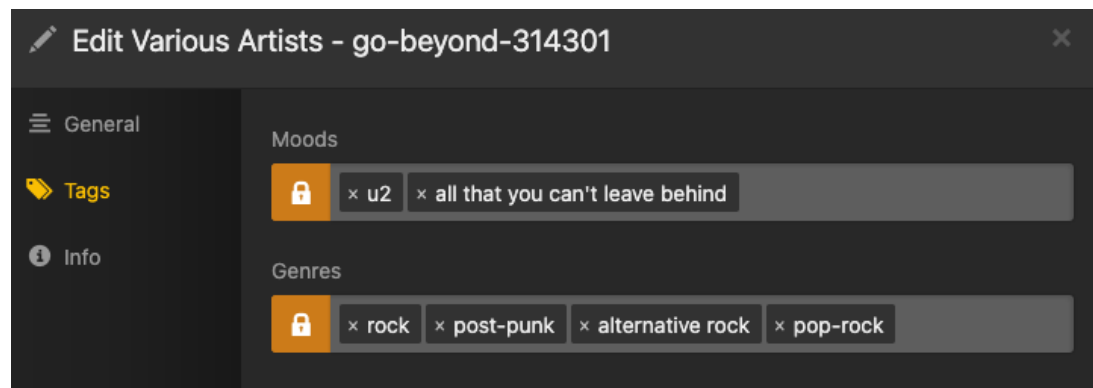 Edit Various Artists - go-beyond-314301 ×
General
Tags
Info
Moods
× u2 × all that you can't leave behind
Genres
× rock × post-punk × alternative rock × pop-rock